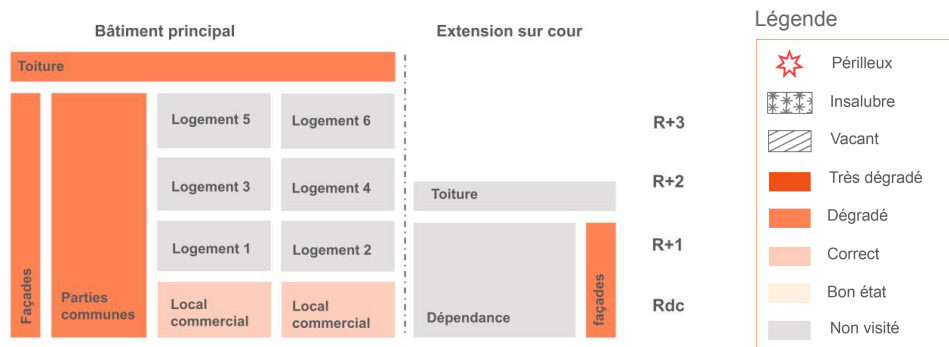 Bâtiment principal
Extension sur cour
Toiture
Façades
Parties
communes
Logement 5
Logement 6
Logement 3
Logement 4
Logement 1
Logement 2
Local
commercial
Local
commercial
Toiture
Dépendance
façades
R+3
R+2
R+1
Rdc
Légende
Périlleux
Insalubre
Vacant
Très dégradé
Dégradé
Correct
Bon état
Non visité